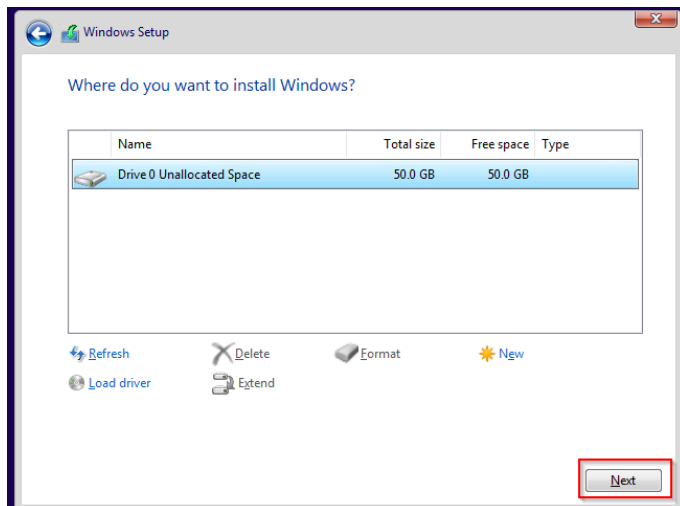 Windows Setup
Where do you want to install Windows?
Name Total size Free space Type
Drive 0 Unallocated Space 50.0 GB 50.0 GB
Refresh Delete Format New
Load driver Extend
Next